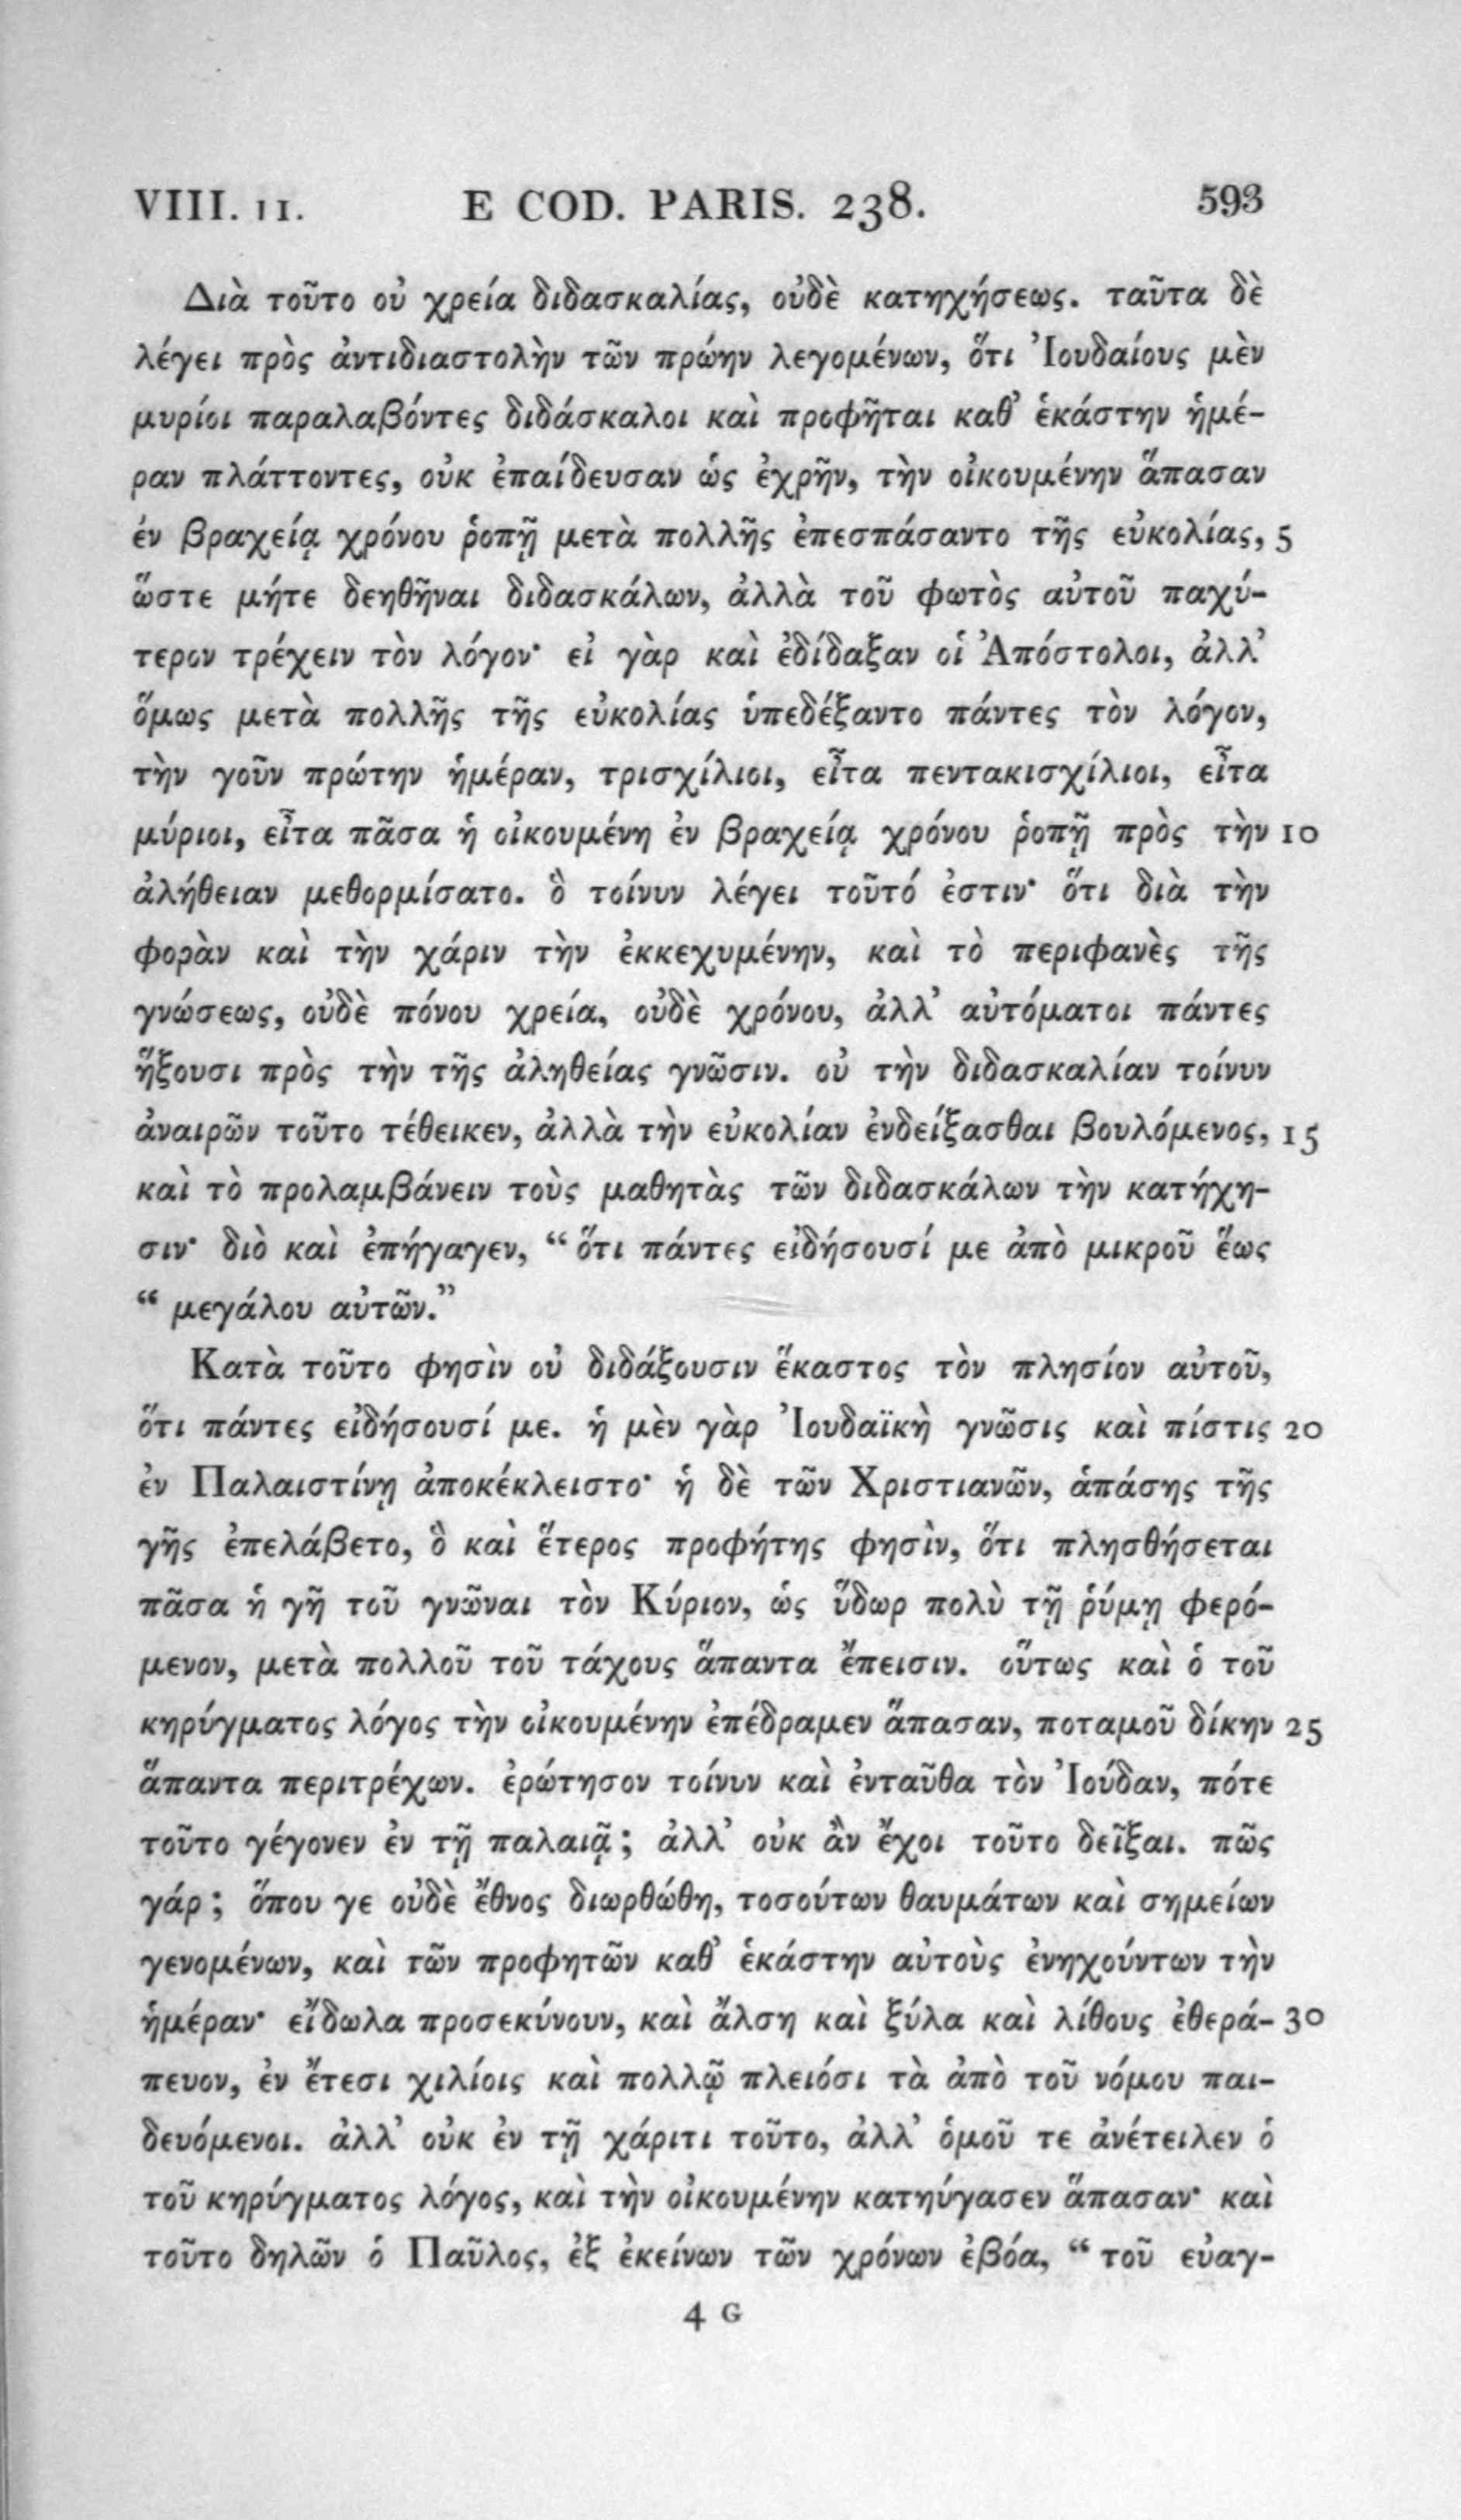 VIII. 11. E COD. PARIS. 238. 593
Διὰ τοῦτο οὐ χρεία διδασκαλίας, οὐδὲ κατηχήσεως. ταῦτα δὲ
λέγει πρὸς ἀντιδιαστολὴν τῶν πρώην λεγομένων, ὅτι Ἰουδαίους μὲν
μυρίοι παραλαβόντες διδάσκαλοι καὶ προφῆται καθ’ ἑκάστην ἡμέ-
ραν πλάττοντες, οὐκ ἐπαίδευσαν ὡς ἐχρῆν, τὴν οἰκουμένην ἅπασαν
ἐν βραχείᾳ χρόνου ῥοπῇ μετὰ πολλῆς ἐπεσπάσαντο τῆς εὐκολίας, 5
ὥστε μήτε δεηθῆναι διδασκάλων, ἀλλὰ τοῦ φωτὸς αὐτοῦ παχύ-
τερον τρέχειν τὸν λόγον· εἰ γὰρ καὶ ἐδίδαξαν οἱ Ἀπόστολοι, ἀλλ’
ὅμως μετὰ πολλῆς τῆς εὐκολίας ὑπεδέξαντο πάντες τὸν λόγον,
τὴν γοῦν πρώτην ἡμέραν, τρισχίλιοι, εἶτα πεντακισχίλιοι, εἶτα
μύριοι, εἶτα πᾶσα ἡ οἰκουμένη ἐν βραχείᾳ χρόνου ῥοπῇ πρὸς τὴν 10
ἀλήθειαν μεθορμίσατο. ὃ τοίνυν λέγει τοῦτό ἐστιν· ὅτι διὰ τὴν
φορὰν καὶ τὴν χάριν τὴν ἐκκεχυμένην, καὶ τὸ περιφανὲς τῆς
γνώσεως, οὐδὲ πόνου χρεία, οὐδὲ χρόνου, ἀλλ’ αὐτόματοι πάντες
ἥξουσι πρὸς τὴν τῆς ἀληθείας γνῶσιν. οὐ τὴν διδασκαλίαν τοίνυν
ἀναιρῶν τοῦτο τέθεικεν, ἀλλὰ τὴν εὐκολίαν ἐνδείξασθαι βουλόμενος, 15
καὶ τὸ προλαμβάνειν τοὺς μαθητὰς τῶν διδασκάλων τὴν κατήχη-
σιν· διὸ καὶ ἐπήγαγεν, “ ὅτι πάντες εἰδήσουσί με ἀπὸ μικροῦ ἕως
“ μεγάλου αὐτῶν.”
Κατὰ τοῦτο φησὶν οὐ διδάξουσιν ἕκαστος τὸν πλησίον αὐτοῦ,
ὅτι πάντες εἰδήσουσί με. ἡ μὲν γὰρ Ἰουδαϊκὴ γνῶσις καὶ πίστις 20
ἐν Παλαιστίνῃ ἀποκέκλειστο· ἡ δὲ τῶν Χριστιανῶν, ἁπάσης τῆς
γῆς ἐπελάβετο, ὃ καὶ ἕτερος προφήτης φησὶν, ὅτι πλησθήσεται
πᾶσα ἡ γῆ τοῦ γνῶναι τὸν Κύριον, ὡς ὕδωρ πολὺ τῇ ῥύμῃ φερό-
μενον, μετὰ πολλοῦ τοῦ τάχους ἅπαντα ἔπεισιν. οὕτως καὶ ὁ τοῦ
κηρύγματος λόγος τὴν οἰκουμένην ἐπέδραμεν ἅπασαν, ποταμοῦ δίκην 25
ἅπαντα περιτρέχων. ἐρώτησον τοίνυν καὶ ἐνταῦθα τὸν Ἰούδαν, πότε
τοῦτο γέγονεν ἐν τῇ παλαιᾷ; ἀλλ’ οὐκ ἂν ἔχοι τοῦτο δεῖξαι. πῶς
γάρ; ὅπου γε οὐδὲ ἔθνος διωρθώθη, τοσούτων θαυμάτων καὶ σημείων
γενομένων, καὶ τῶν προφητῶν καθ’ ἑκάστην αὐτοὺς ἐνηχούντων τὴν
ἡμέραν· εἴδωλα προσεκύνουν, καὶ ἄλση καὶ ξύλα καὶ λίθους ἐθερά- 30
πευον, ἐν ἔτεσι χιλίοις καὶ πολλῷ πλειόσι τὰ ἀπὸ τοῦ νόμου παι-
δευόμενοι. ἀλλ’ οὐκ ἐν τῇ χάριτι τοῦτο, ἀλλ’ ὁμοῦ τε ἀνέτειλεν ὁ
τοῦ κηρύγματος λόγος, καὶ τὴν οἰκουμένην κατηύγασεν ἅπασαν· καὶ
τοῦτο δηλῶν ὁ Παῦλος, ἐξ ἐκείνων τῶν χρόνων ἐβόα, “ τοῦ εὐαγ-
4 G